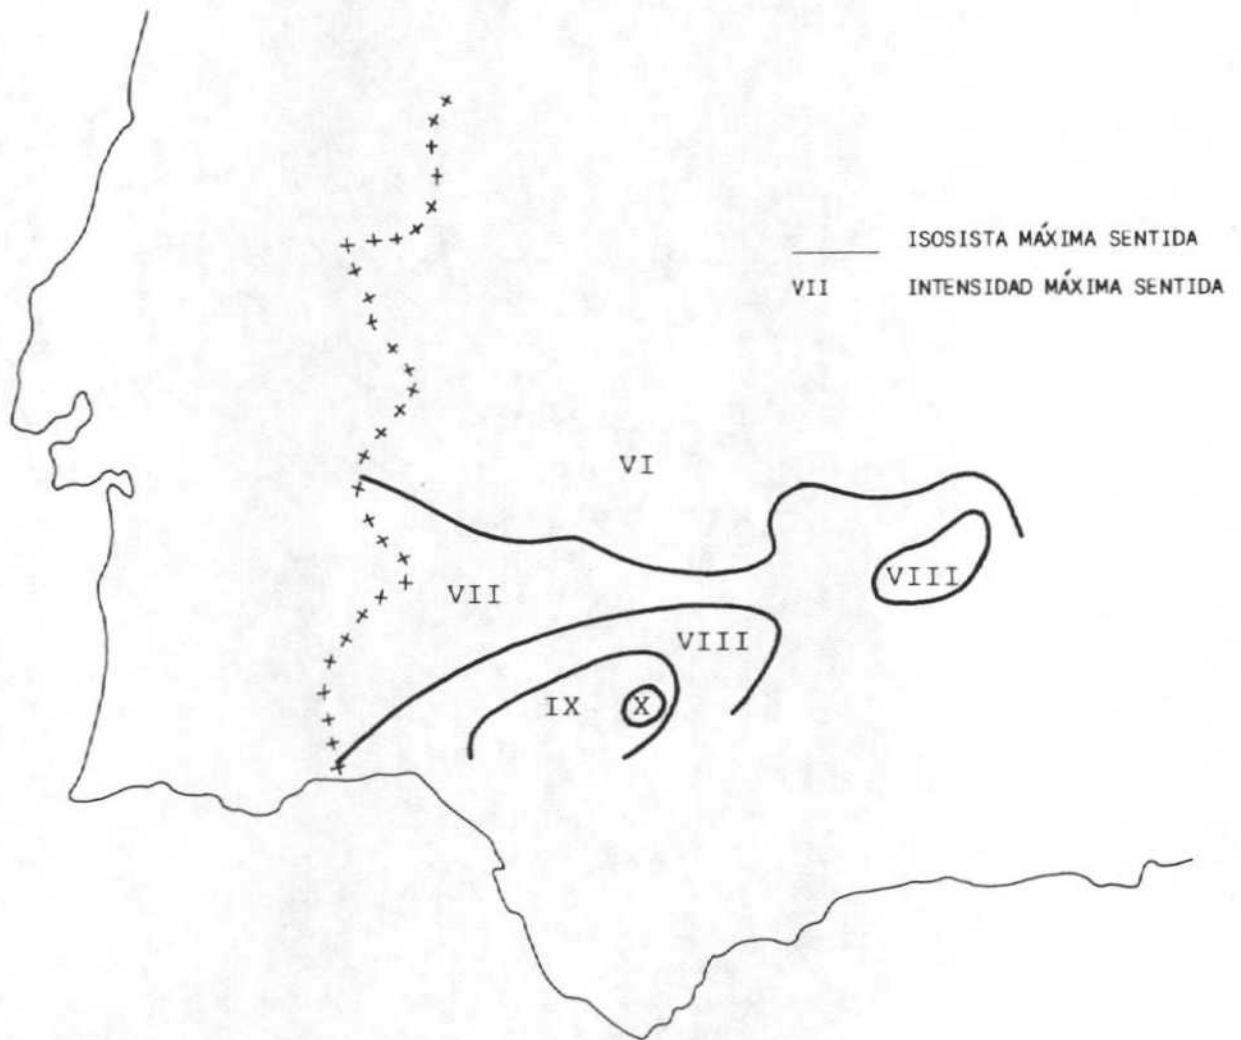 ISOSISTA MÁXIMA SENTIDA
VII INTENSIDAD MÁXIMA SENTIDA
VI
VIII
VII
VIII
IX
X